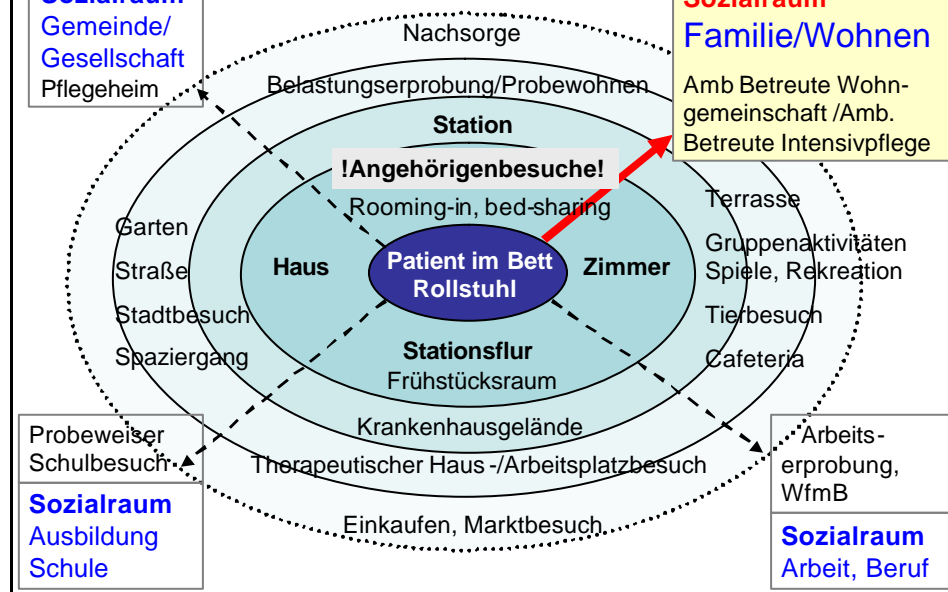 Sozialraum
Gemeinde/
Gesellschaft
Pflegeheim
Nachsorge
Sozialraum
Familie/Wohnen
Amb Betreute Wohn-
gemeinschaft /Amb.
Betreute Intensivpflege
Belastungserprobung/Probewohnen
Station
!Angehörigenbesuche!
Rooming-in, bed-sharing
Garten
Straße
Stadtbesuch
Spaziergang
Haus
Patient im Bett
Rollstuhl
Zimmer
Terrasse
Gruppenaktivitäten
Spiele, Rekreation
Tierbesuch
Cafeteria
Stationsflur
Frühstücksraum
Krankenhausgelände
Therapeutischer Haus-/Arbeitsplatzbesuch
Einkaufen, Marktbesuch
Probeweiser
Schulbesuch
Sozialraum
Ausbildung
Schule
Arbeits-
erprobung,
WfmB
Sozialraum
Arbeit, Beruf